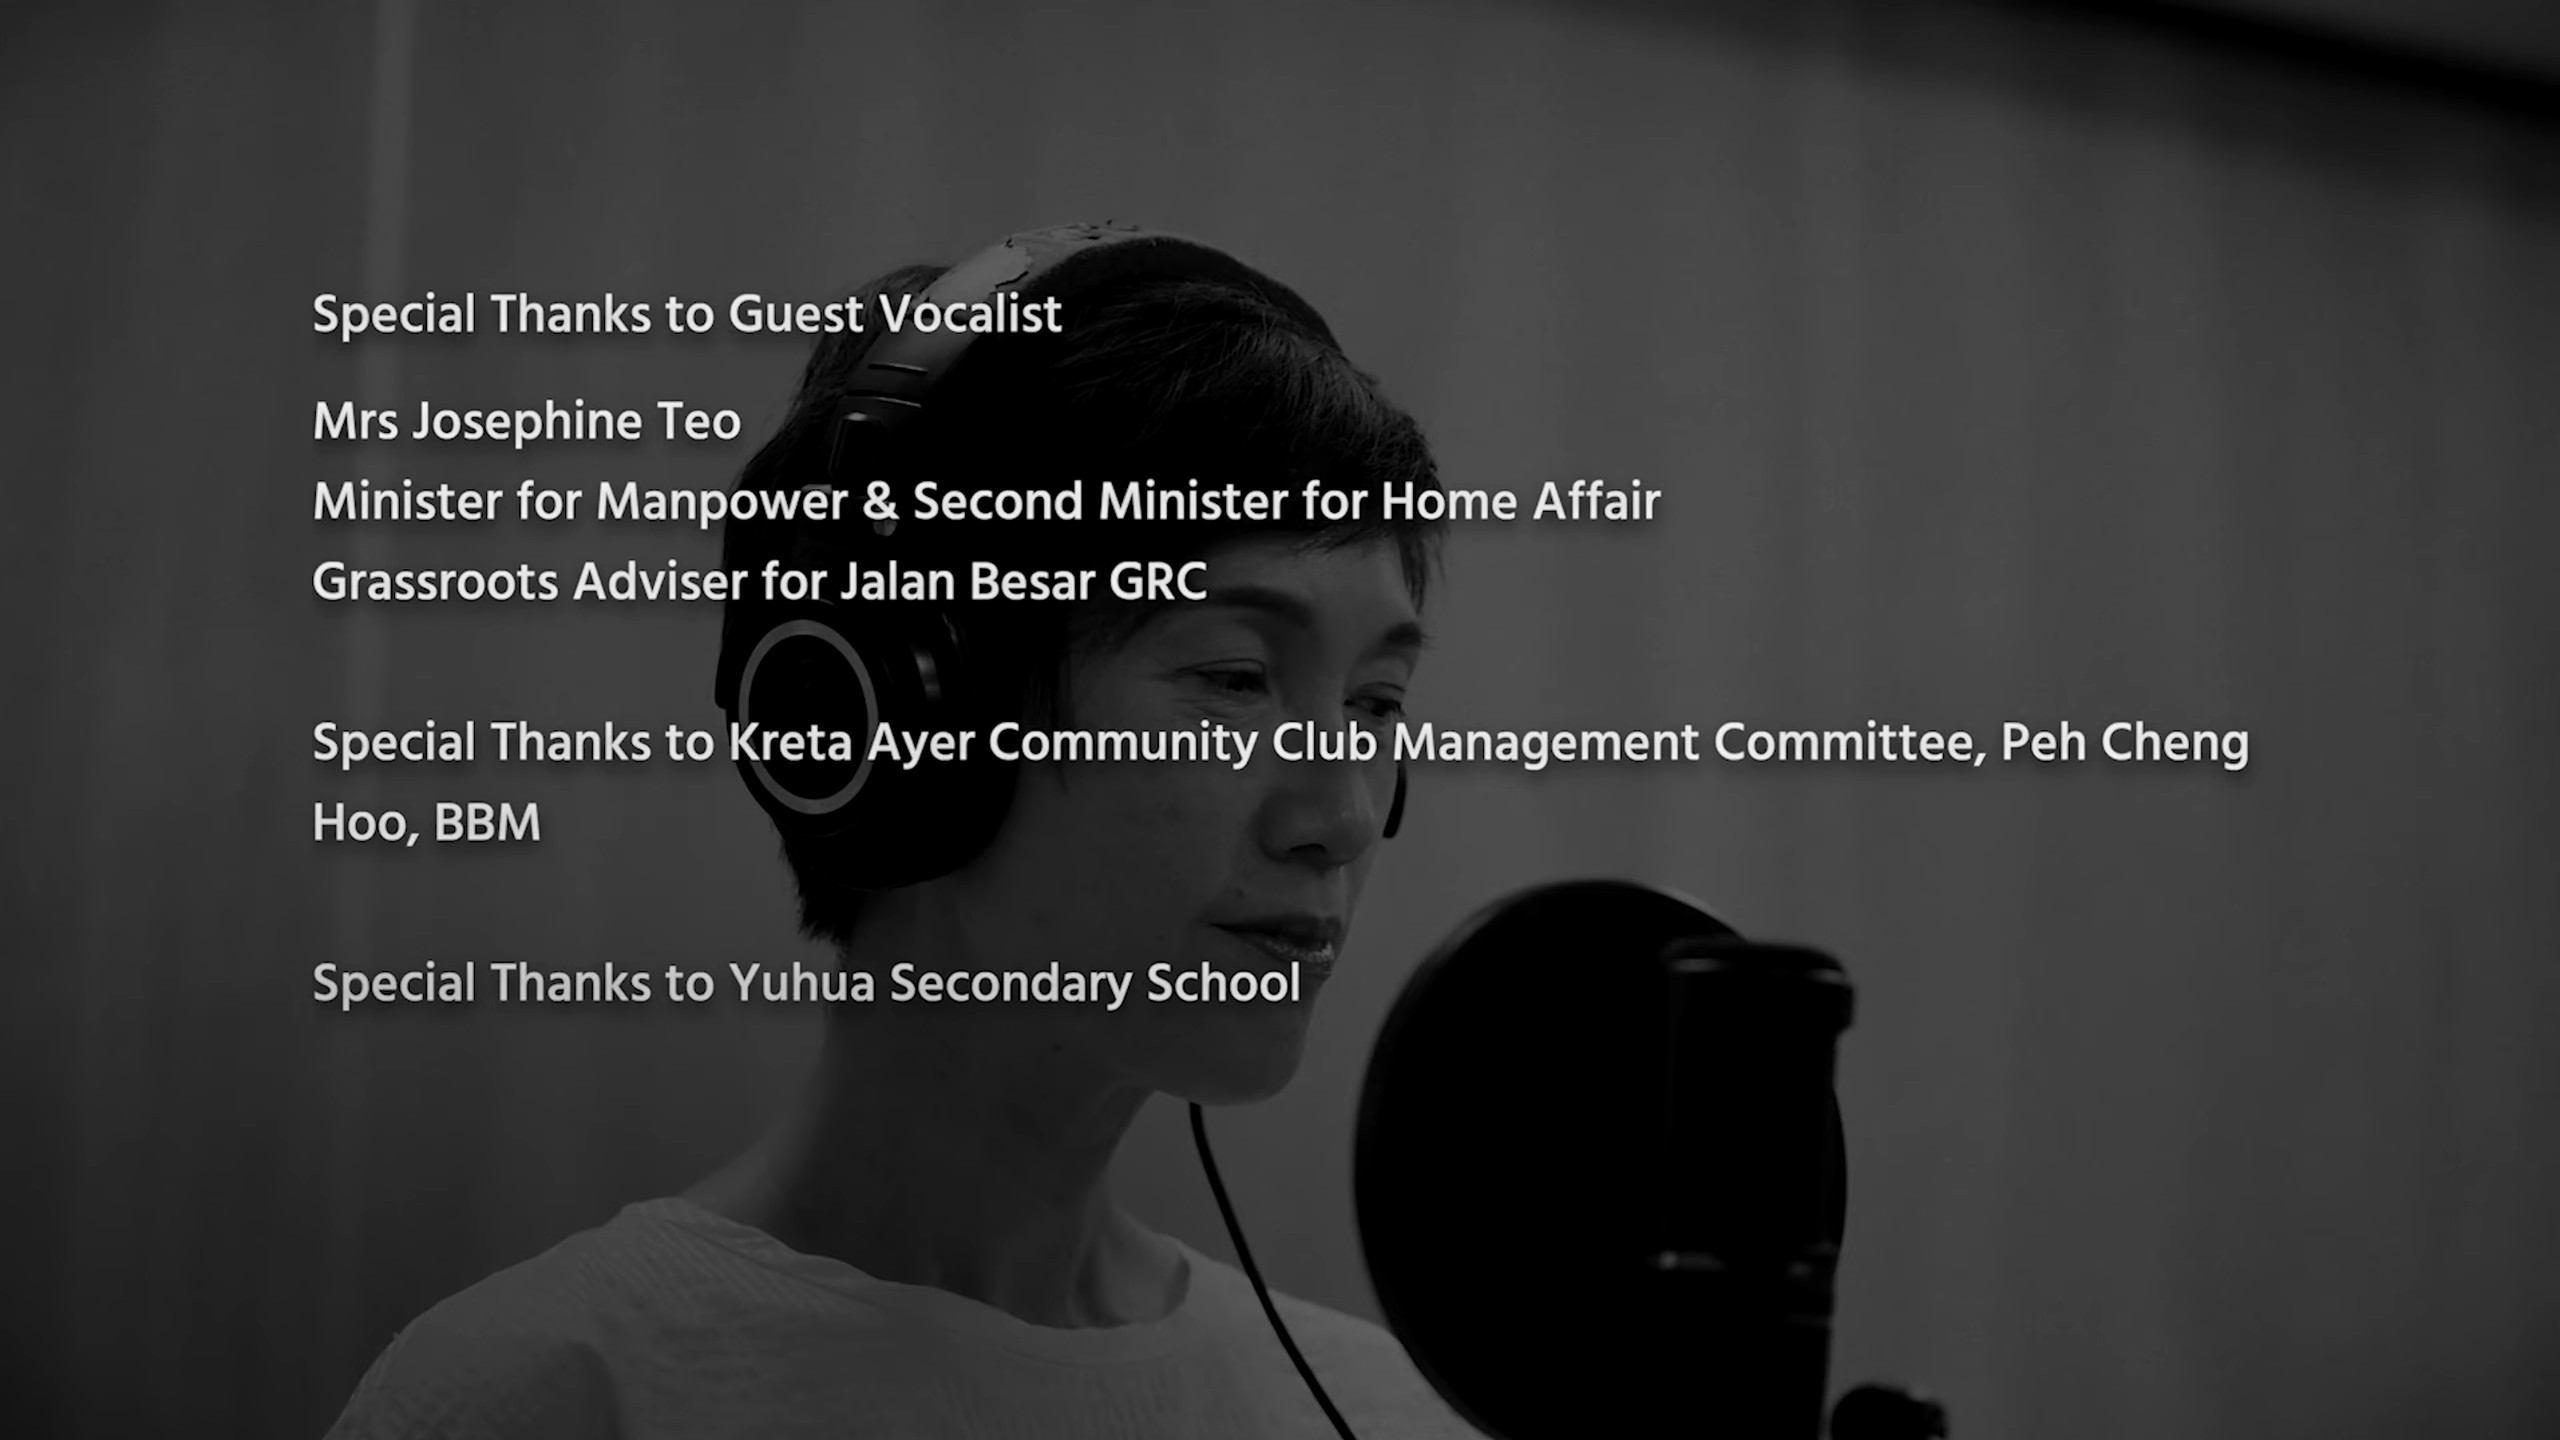 Special Thanks to Guest Vocalist
Mrs Josephine Teo
Minister for Manpower & Second Minister for Home Affair
Grassroots Adviser for Jalan Besar GRC
Special Thanks to Kreta Ayer Community Club Management Committee, Peh Cheng
Hoo, BBM
Special Thanks to Yuhua Secondary School